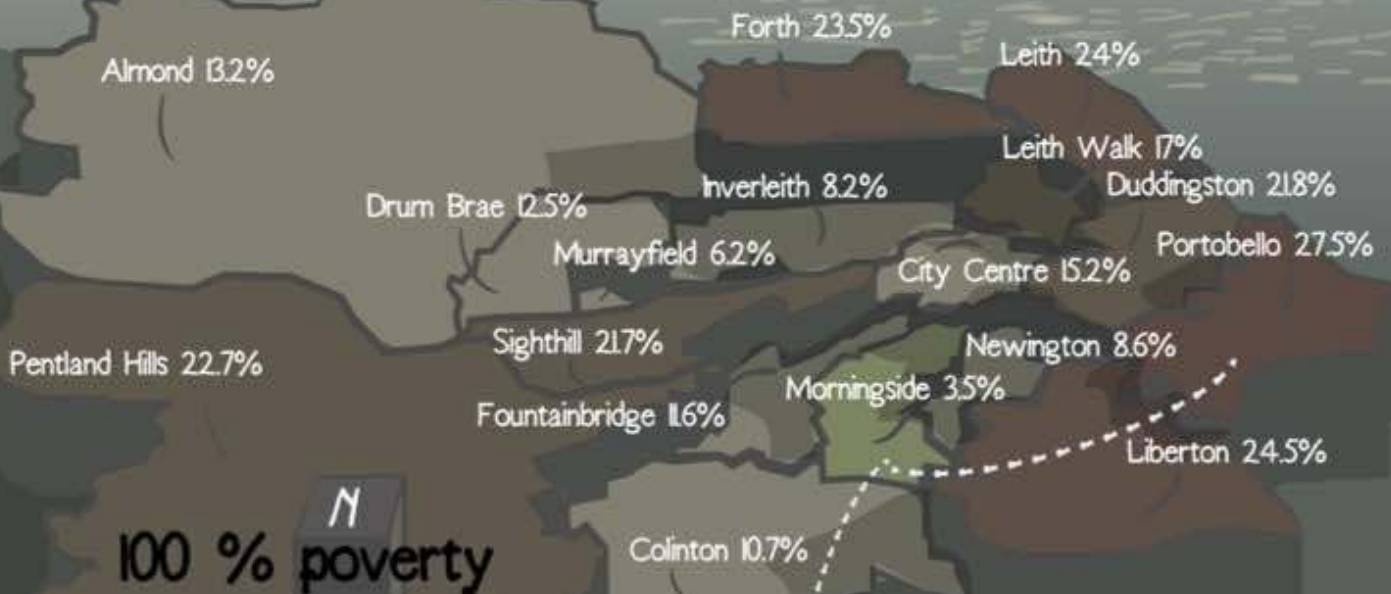 Forth 23.5%
Leith 24%
Almond 13.2%
Leith Walk 17%
Inverleith 8.2%
Duddingston 21.8%
Drum Brae 12.5%
Murrayfield 6.2%
Portobello 27.5%
City Centre 15.2%
Sighthill 21.7%
Newington 8.6%
Pentland Hills 22.7%
Morningside 3.5%
Fountainbridge 11.6%
Liberton 24.5%
N
Colinton 10.7%
100 % poverty